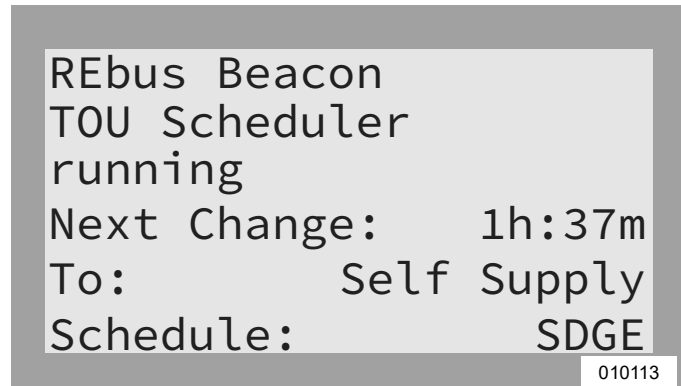 REbus Beacon
TOU Scheduler
running
Next Change: 1h:37m
To: Self Supply
Schedule: SDGE
010113